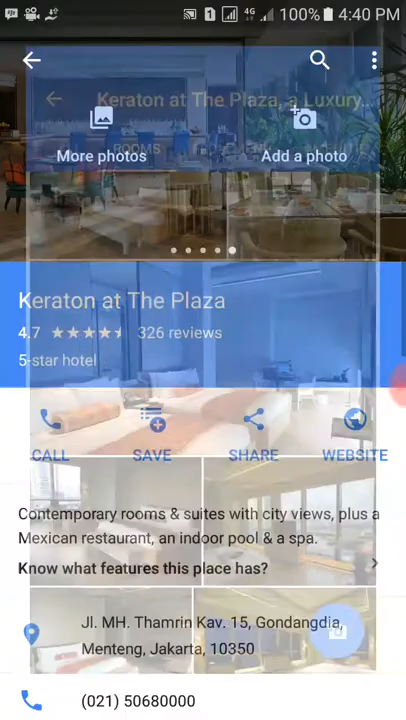 1
4G
100%
4:40 PM
Keraton at The Plaza, a Luxury...
ROOMS
More photos
Add a photo
Keraton at The Plaza
4.7
326 reviews
5-star hotel
CALL
SAVE
SHARE
WEBSITE
Contemporary rooms & suites with city views, plus a
Mexican restaurant, an indoor pool & a spa.
Know what features this place has?
Jl. MH. Thamrin Kav. 15, Gondangdia,
Menteng, Jakarta, 10350
(021) 50680000